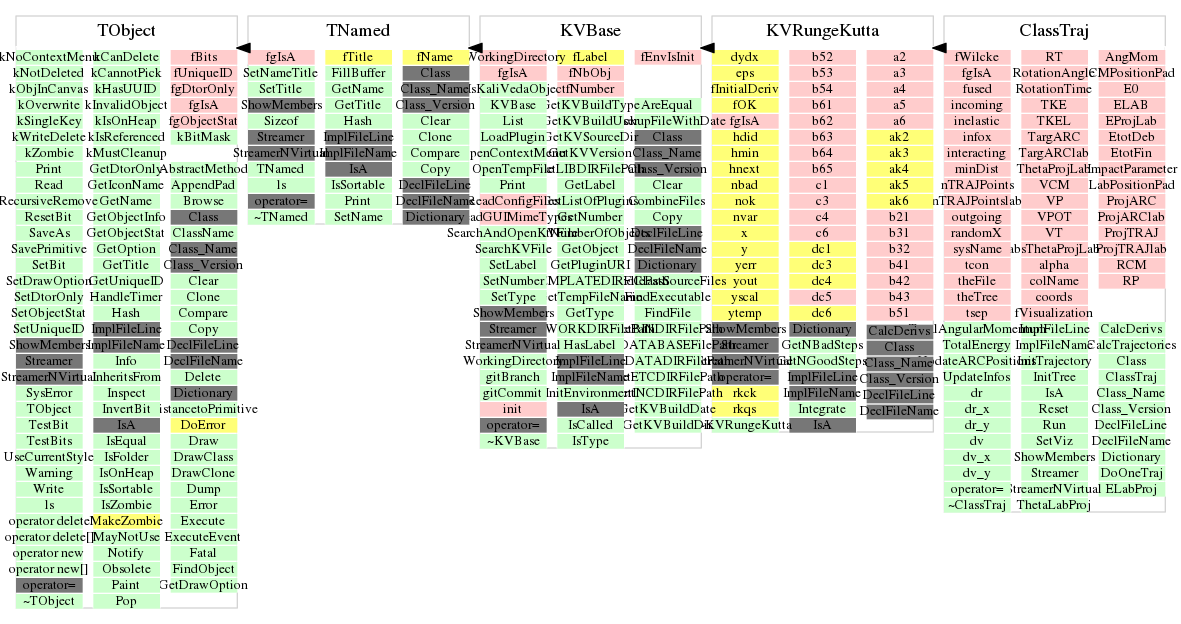 TObject
kNoContextMenu kCanDelete fBits
kNotDeleted kCannotPick fUniqueID
kObjInCanvas kHasUUID fgDtorOnly
kOverwrite kInvalidObject fgIsA
kSingleKey kIsOnHeap fgObjectStat
kWriteDelete kIsReferenced kBitMask
kZombie kMustCleanup
Print GetDtorOnly AbstractMethod
Read GetIconName AppendPad
RecursiveRemove GetName Browse
ResetBit GetObjectInfo Class
SaveAs GetObjectStat ClassName
SavePrimitive GetOption Class_Name
SetBit GetTitle Class_Version
SetDrawOption GetUniqueID Clear
SetDtorOnly HandleTimer Clone
SetObjectStat Hash Compare
SetUniqueID ImplFileLine Copy
ShowMembers ImplFileName DeclFileLine
Streamer Info DeclFileName
StreamerNVirtual InheritsFrom Delete
SysError Inspect Dictionary
TObject InvertBit DistancetoPrimitive
TestBit IsA DoError
TestBits IsEqual Draw
UseCurrentStyle IsFolder DrawClass
Warning IsOnHeap DrawClone
Write IsSortable Dump
ls IsZombie Error
operator delete MakeZombie Execute
operator delete[] MayNotUse ExecuteEvent
operator new Notify Fatal
operator new[] Obsolete FindObject
operator= Paint GetDrawOption
~TObject Pop
TNamed
fgIsA fTitle fName
SetNameTitle FillBuffer Class
SetTitle GetName Class_Name
ShowMembers GetTitle Class_Version
Sizeof Hash Clear
Streamer ImplFileLine Clone
StreamerNVirtual ImplFileName Compare
TNamed IsA Copy
ls IsSortable DeclFileLine
operator= Print DeclFileName
~TNamed SetName Dictionary
KVBase
WorkingDirectory fLabel fEnvIsInit
fgIsA fNbObj
IsKaliVedaObject fNumber
KVBase GetKVBuildType AreEqual
List GetKVBuildUser
LoadPlugin GetKVSourceDir Class
OpenContextMenu GetKVVersion Class_Name
OpenTempFile GetLIBDIRFilePath Class_Version
Print GetLabel Clear
ReadConfigFiles GetListOfPlugins CombineFiles
ReadGUIMimeTypes GetNumber Copy
SearchAndOpenKVFile GetNumberOfObjects DeclFileLine
SearchKVFile GetObject DeclFileName
SetLabel GetPluginURI Dictionary
SetNumber
SetType GetTempFileName FindExecutable
ShowMembers GetType FindFile
Streamer GetWORKDIRFilePath
StreamerNVirtual HasLabel GetDATABASEFilePath
WorkingDirectory ImplFileLine GetDATADIRFilePath
gitBranch ImplFileName GetETCDIRFilePath
gitCommit InitEnvironment GetINCDIRFilePath
init IsA GetKVBuildDate
operator= IsCalled GetKVBuildDir
~KVBase IsType
KVRungeKutta
dydx b52 a2
eps b53 a3
fInitialDeriv b54 a4
fOK b61 a5
fgIsA b62 a6
hdid b63 ak2
hmin b64 ak3
hnext b65 ak4
nbad c1 ak5
nok c3 ak6
nvar c4 b21
x c6 b31
y dc1 b32
yerr dc3 b41
yout dc4 b42
yscal dc5 b43
ytemp dc6 b51
ShowMembers Dictionary CalcDerivs
Streamer GetNBadSteps Class
StreamerNVirtual GetNGoodSteps Class_Name
operator= ImplFileLine Class_Version
rkck ImplFileName DeclFileLine
rkqs Integrate DeclFileName
~KVRungeKutta IsA
ClassTraj
fWilcke RT AngMom
fgIsA RotationAngle CMPositionPad
fused RotationTime E0
incoming TKE ELAB
inelastic TKEL EProjLab
infox TargARC EtotDeb
interacting TargARClab EtotFin
minDist ThetaProjLab ImpactParameter
nTRAJPoints VCM LabPositionPad
nTRAJPointslab VP ProjARC
outgoing VPOT ProjARClab
randomX VT ProjTRAJ
sysName absThetaProjLab ProjTRAJlab
tcon alpha RCM
theFile colName RP
theTree coords
tsep fVisualization
TotalAngularMomentum ImplFileLine CalcDerivs
TotalEnergy ImplFileName CalcTrajectories
UpdateARCPositions InitTrajectory Class
UpdateInfos InitTree ClassTraj
dr IsA Class_Name
dr_x Reset Class_Version
dr_y Run DeclFileLine
dv SetViz DeclFileName
dv_x ShowMembers Dictionary
dv_y Streamer DoOneTraj
operator= StreamerNVirtual ELabProj
~ClassTraj ThetaLabProj